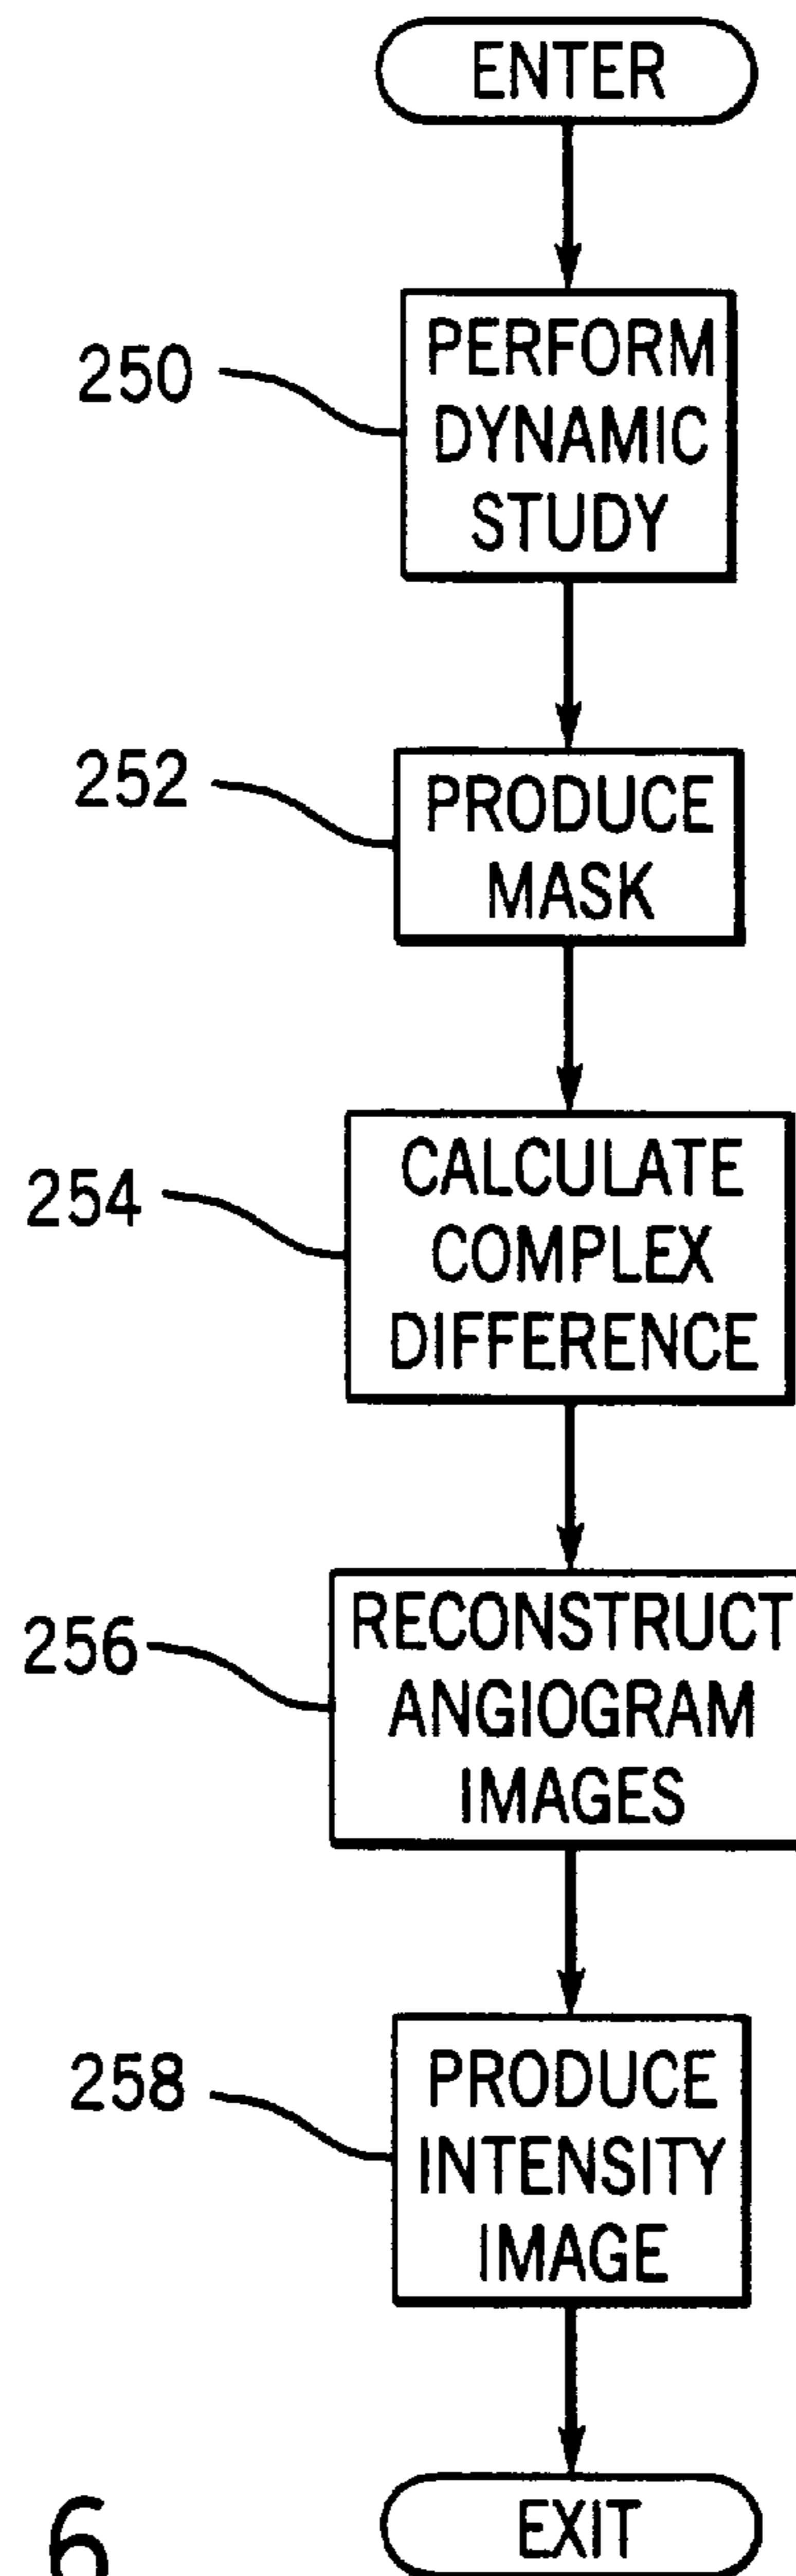 ENTER
250
PERFORM
DYNAMIC
STUDY
252
PRODUCE
MASK
254
CALCULATE
COMPLEX
DIFFERENCE
256
RECONSTRUCT
ANGIOGRAM
IMAGES
258
PRODUCE
INTENSITY
IMAGE
EXIT
6